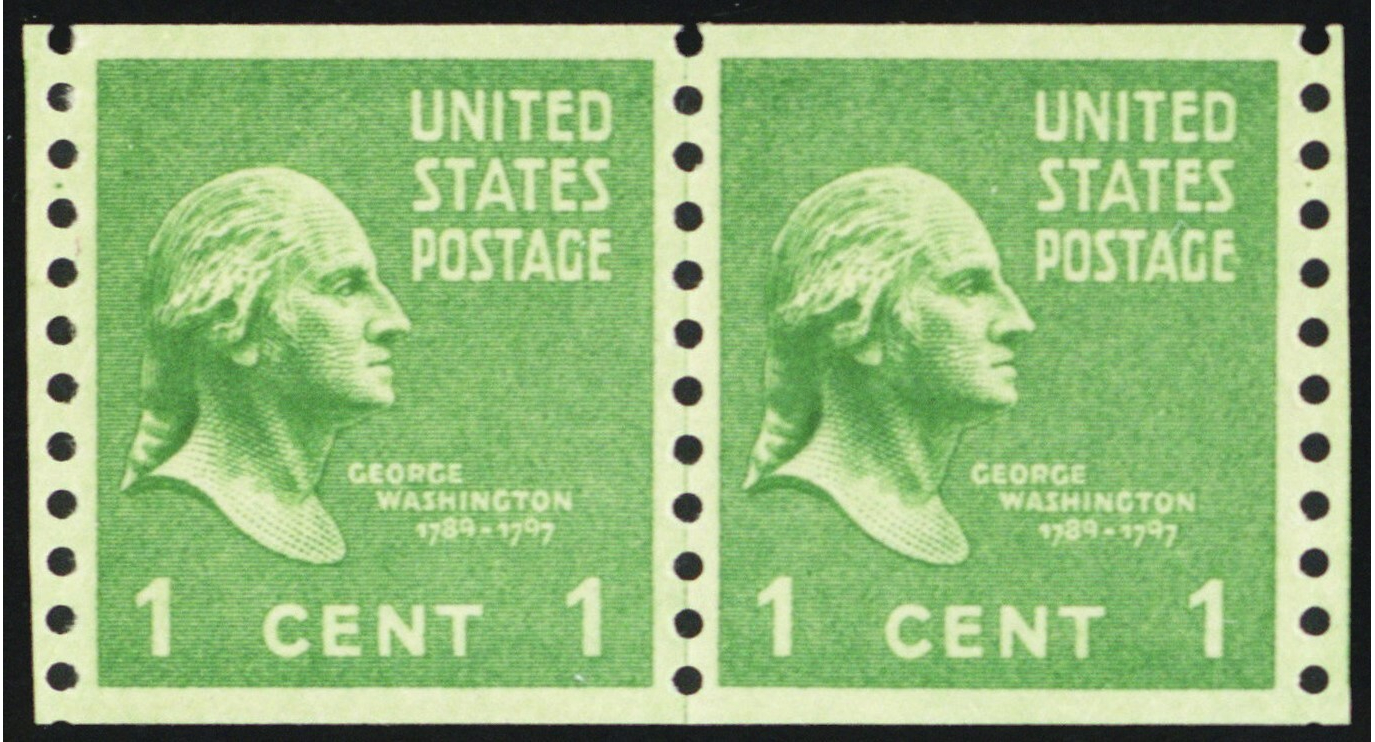 UNITED
STATES
POSTAGE
GEORGE
WASHINGTON
1789-1797
1 CENT 1
UNITED
STATES
POSTAGE
GEORGE
WASHINGTON
1789-1797
1 CENT 1